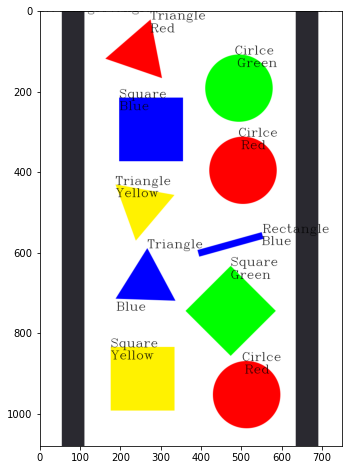 0
Triangle
Red
Cirlce
Green
200
Square
Blue
Cirlce
Red
400
Triangle
Yellow
Rectangle
Blue
600
Triangle
Blue
Square
Green
800
Square
Yellow
Cirlce
Red
1000
0 100 200 300 400 500 600 700